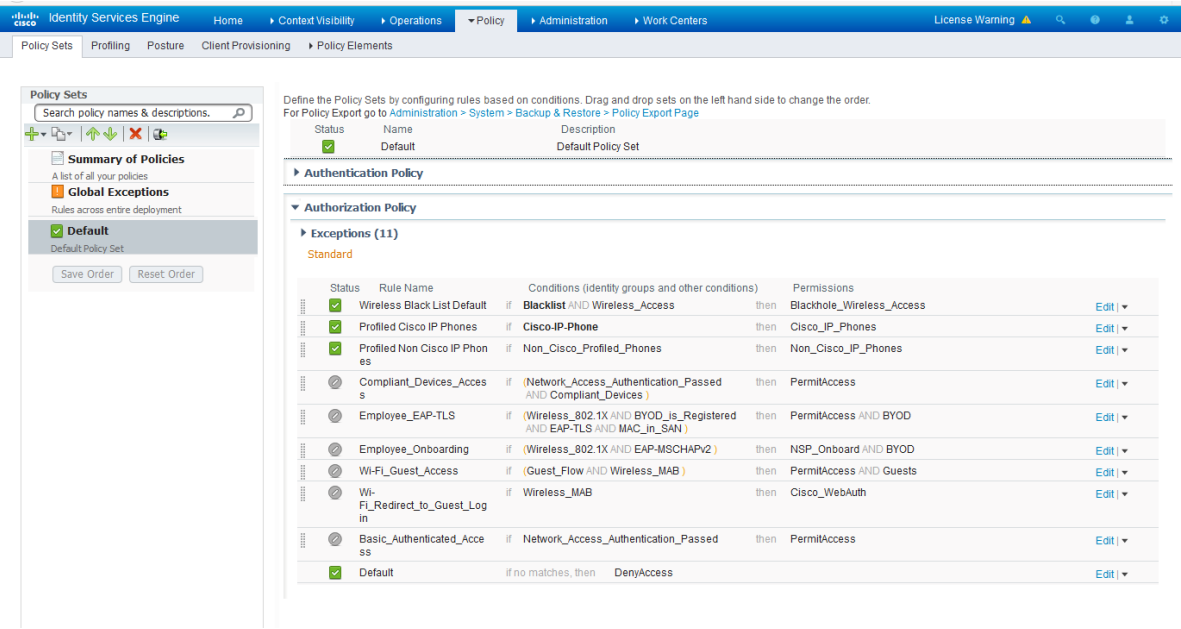 cisco Identity Services Engine Home Context Visibility Operations Policy Administration Work Centers License Warning
Policy Sets Profiling Posture Client Provisioning Policy Elements
Policy Sets
Search policy names & descriptions.
Summary of Policies
A list of all your policies
Global Exceptions
Rules across entire deployment
Default
Default Policy Set
Save Order Reset Order
Define the Policy Sets by configuring rules based on conditions. Drag and drop sets on the left hand side to change the order.
For Policy Export go to Administration > System > Backup & Restore > Policy Export Page
Status Name Description
Default Default Policy Set
Authentication Policy
Authorization Policy
Exceptions (11)
Standard
Status Rule Name Conditions (identity groups and other conditions) Permissions
Wireless Black List Default if Blacklist AND Wireless_Access then Blackhole_Wireless_Access Edit |
Profiled Cisco IP Phones if Cisco-IP-Phone then Cisco_IP_Phones Edit |
Profiled Non Cisco IP Phon if Non_Cisco_Profiled_Phones then Non_Cisco_IP_Phones Edit |
es
Compliant_Devices_Acces if (Network_Access_Authentication_Passed then PermitAccess Edit |
s AND Compliant_Devices )
Employee_EAP-TLS if (Wireless_802.1X AND BYOD_is_Registered then PermitAccess AND BYOD Edit |
AND EAP-TLS AND MAC_in_SAN )
Employee_Onboarding if (Wireless_802.1X AND EAP-MSCHAPv2 ) then NSP_Onboard AND BYOD Edit |
Wi-Fi_Guest_Access if (Guest_Flow AND Wireless_MAB ) then PermitAccess AND Guests Edit |
Wi- if Wireless_MAB then Cisco_WebAuth Edit |
Fi_Redirect_to_Guest_Log
in
Basic_Authenticated_Acce if Network_Access_Authentication_Passed then PermitAccess Edit |
ss
Default if no matches, then DenyAccess Edit |